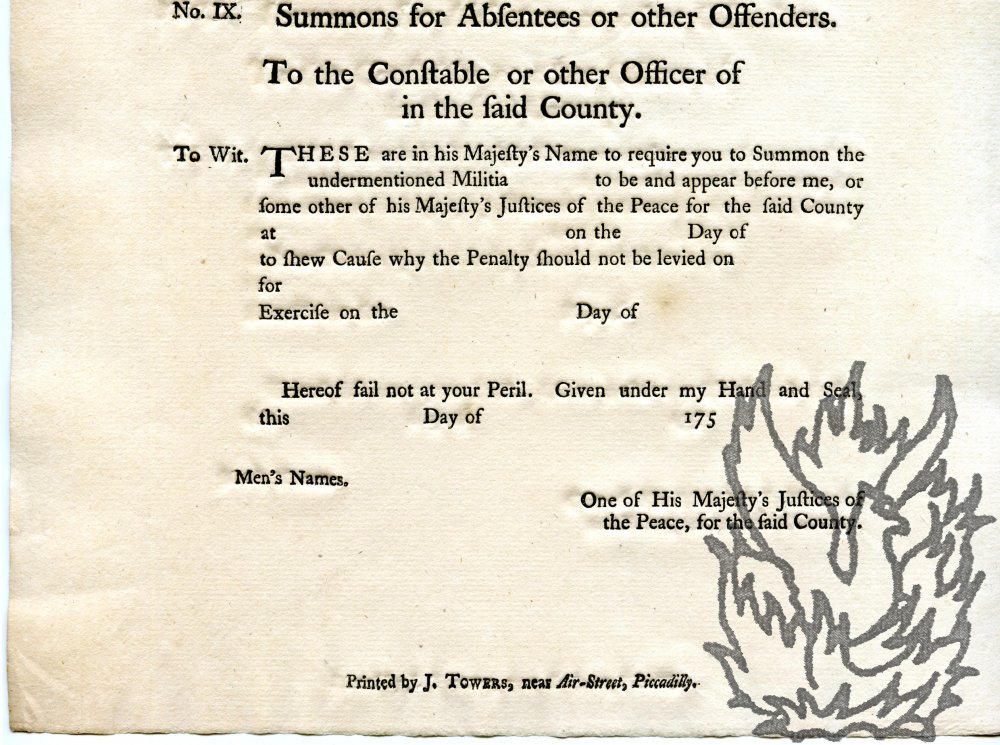 No. IX. Summons for Abſentees or other Offenders.
To the Conſtable or other Officer of
in the ſaid County.
To Wit. THESE are in his Majeſty's Name to require you to Summon the
undermentioned Militia to be and appear before me, or
ſome other of his Majeſty's Juſtices of the Peace for the ſaid County
at on the Day of
to ſhew Cauſe why the Penalty ſhould not be levied on
for
Exerciſe on the Day of
Hereof fail not at your Peril. Given under my Hand and Seal,
this Day of 175
Men's Names.
One of His Majeſty's Juſtices of
the Peace, for the ſaid County.
Printed by J. TOWERS, near Air-Street, Piccadilly.